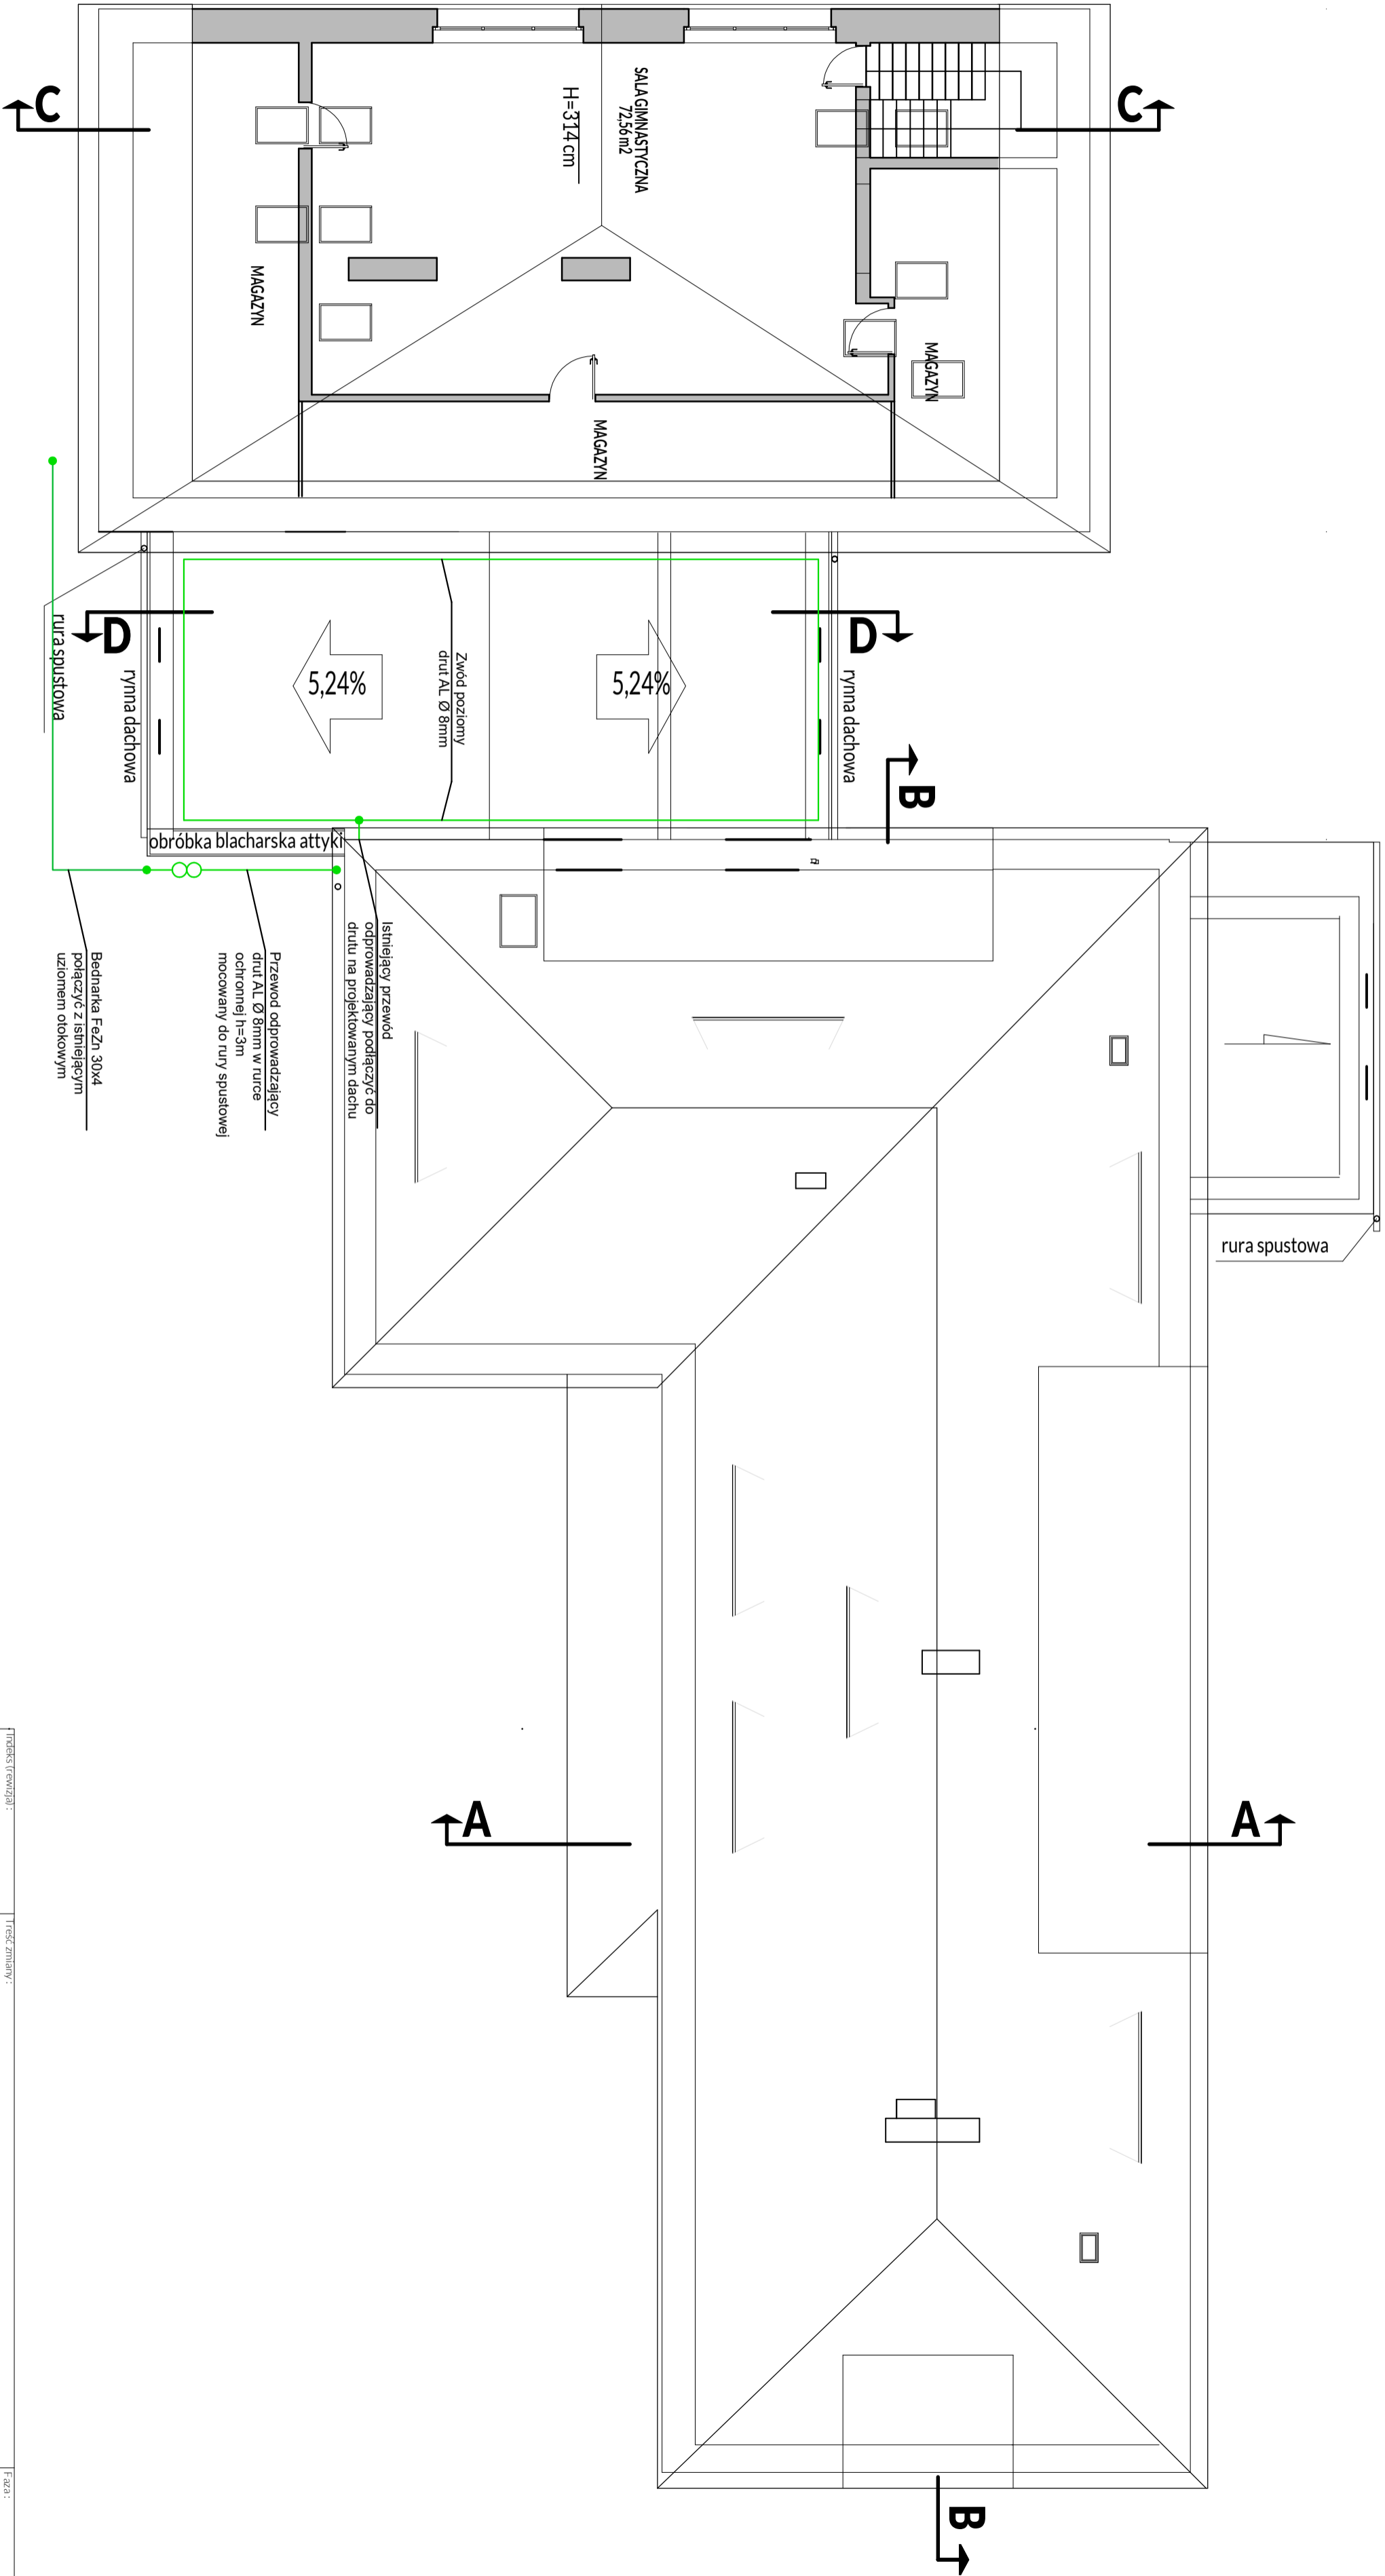 C
C
SALA GIMNASTYCZNA
72,56 m2
H=314 cm
MAGAZYN
MAGAZYN
MAGAZYN
D
D
rura spustowa
rynna dachowa
5,24%
Zwód poziomy
drut AL Ø 8mm
5,24%
rynna dachowa
B
obróbka blacharska attyki
Istniejący przewód
odprowadzający podłączyć do
drutu na projektowanym dachu
Przewod odprowadzający
drut AL Ø 8mm w rurce
ochronnej h=3m
mocowany do rury spustowej
Bednarka FeZn 30x4
połączyć z istniejącym
uziomem otokowym
rura spustowa
A
A
B
Indeks (rewizja) :
Treść zmiany :
Faza :